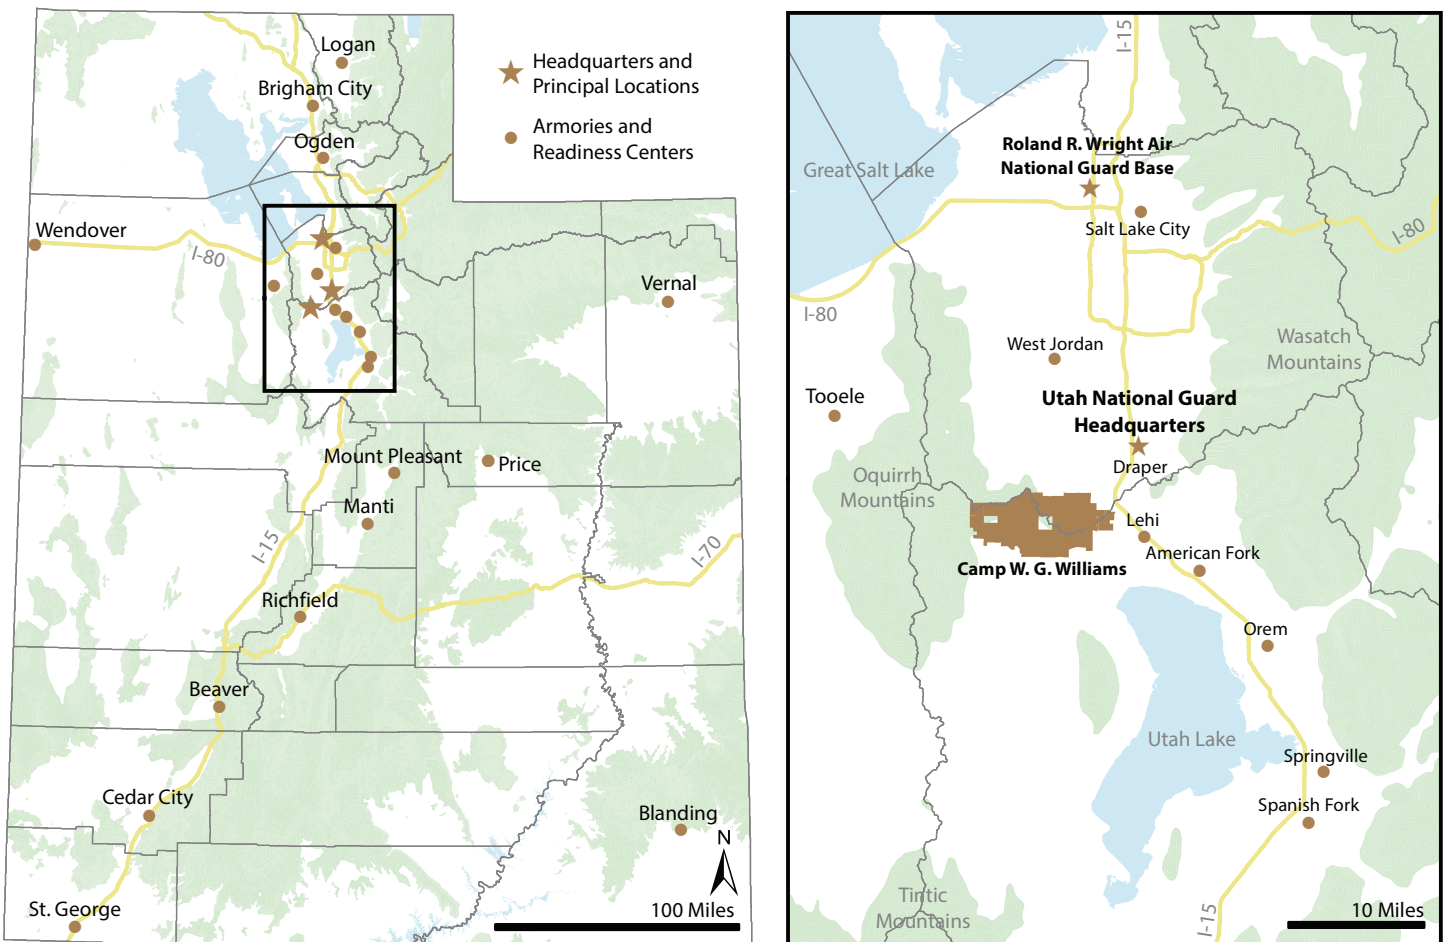 Logan
Brigham City
Ogden
Headquarters and
Principal Locations
Armories and
Readiness Centers
Wendover
I-80
Vernal
Mount Pleasant
Price
Manti
I-15
I-70
Richfield
Beaver
Cedar City
Blanding
N
St. George
100 Miles
I-15
Roland R. Wright Air
National Guard Base
Great Salt Lake
Salt Lake City
I-80
I-80
West Jordan
Wasatch
Mountains
Tooele
Utah National Guard
Headquarters
Draper
Oquirrh
Mountains
Lehi
American Fork
Camp W. G. Williams
Orem
Utah Lake
Springville
Spanish Fork
Tintic
Mountains
I-15
10 Miles